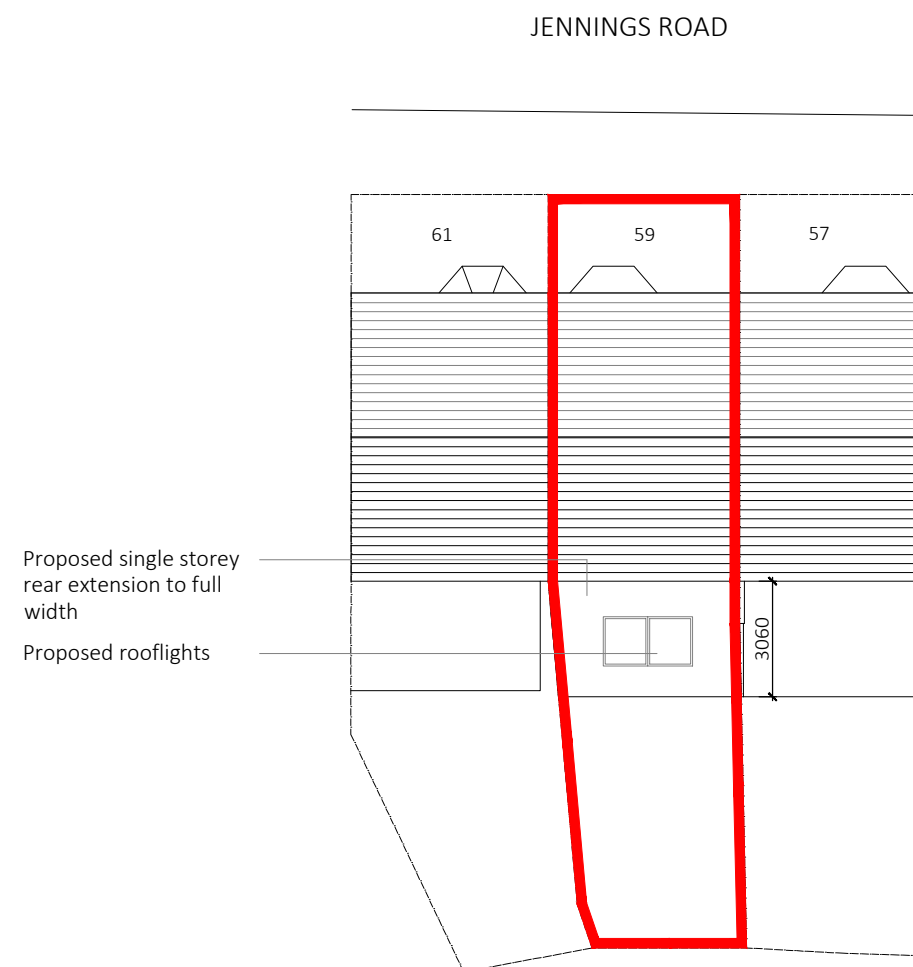 JENNINGS ROAD
61
59
57
Proposed single storey
rear extension to full
width
3060
Proposed rooflights